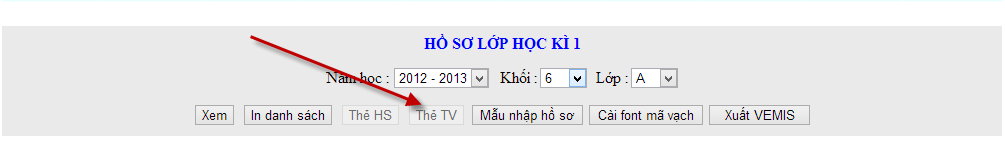 HỒ SƠ LỚP HỌC KÌ 1
Năm học : 2012 - 2013 Khối : 6 Lớp : A
Xem In danh sách Thẻ HS Thẻ TV Mẫu nhập hồ sơ Cài font mã vạch Xuất VEMIS